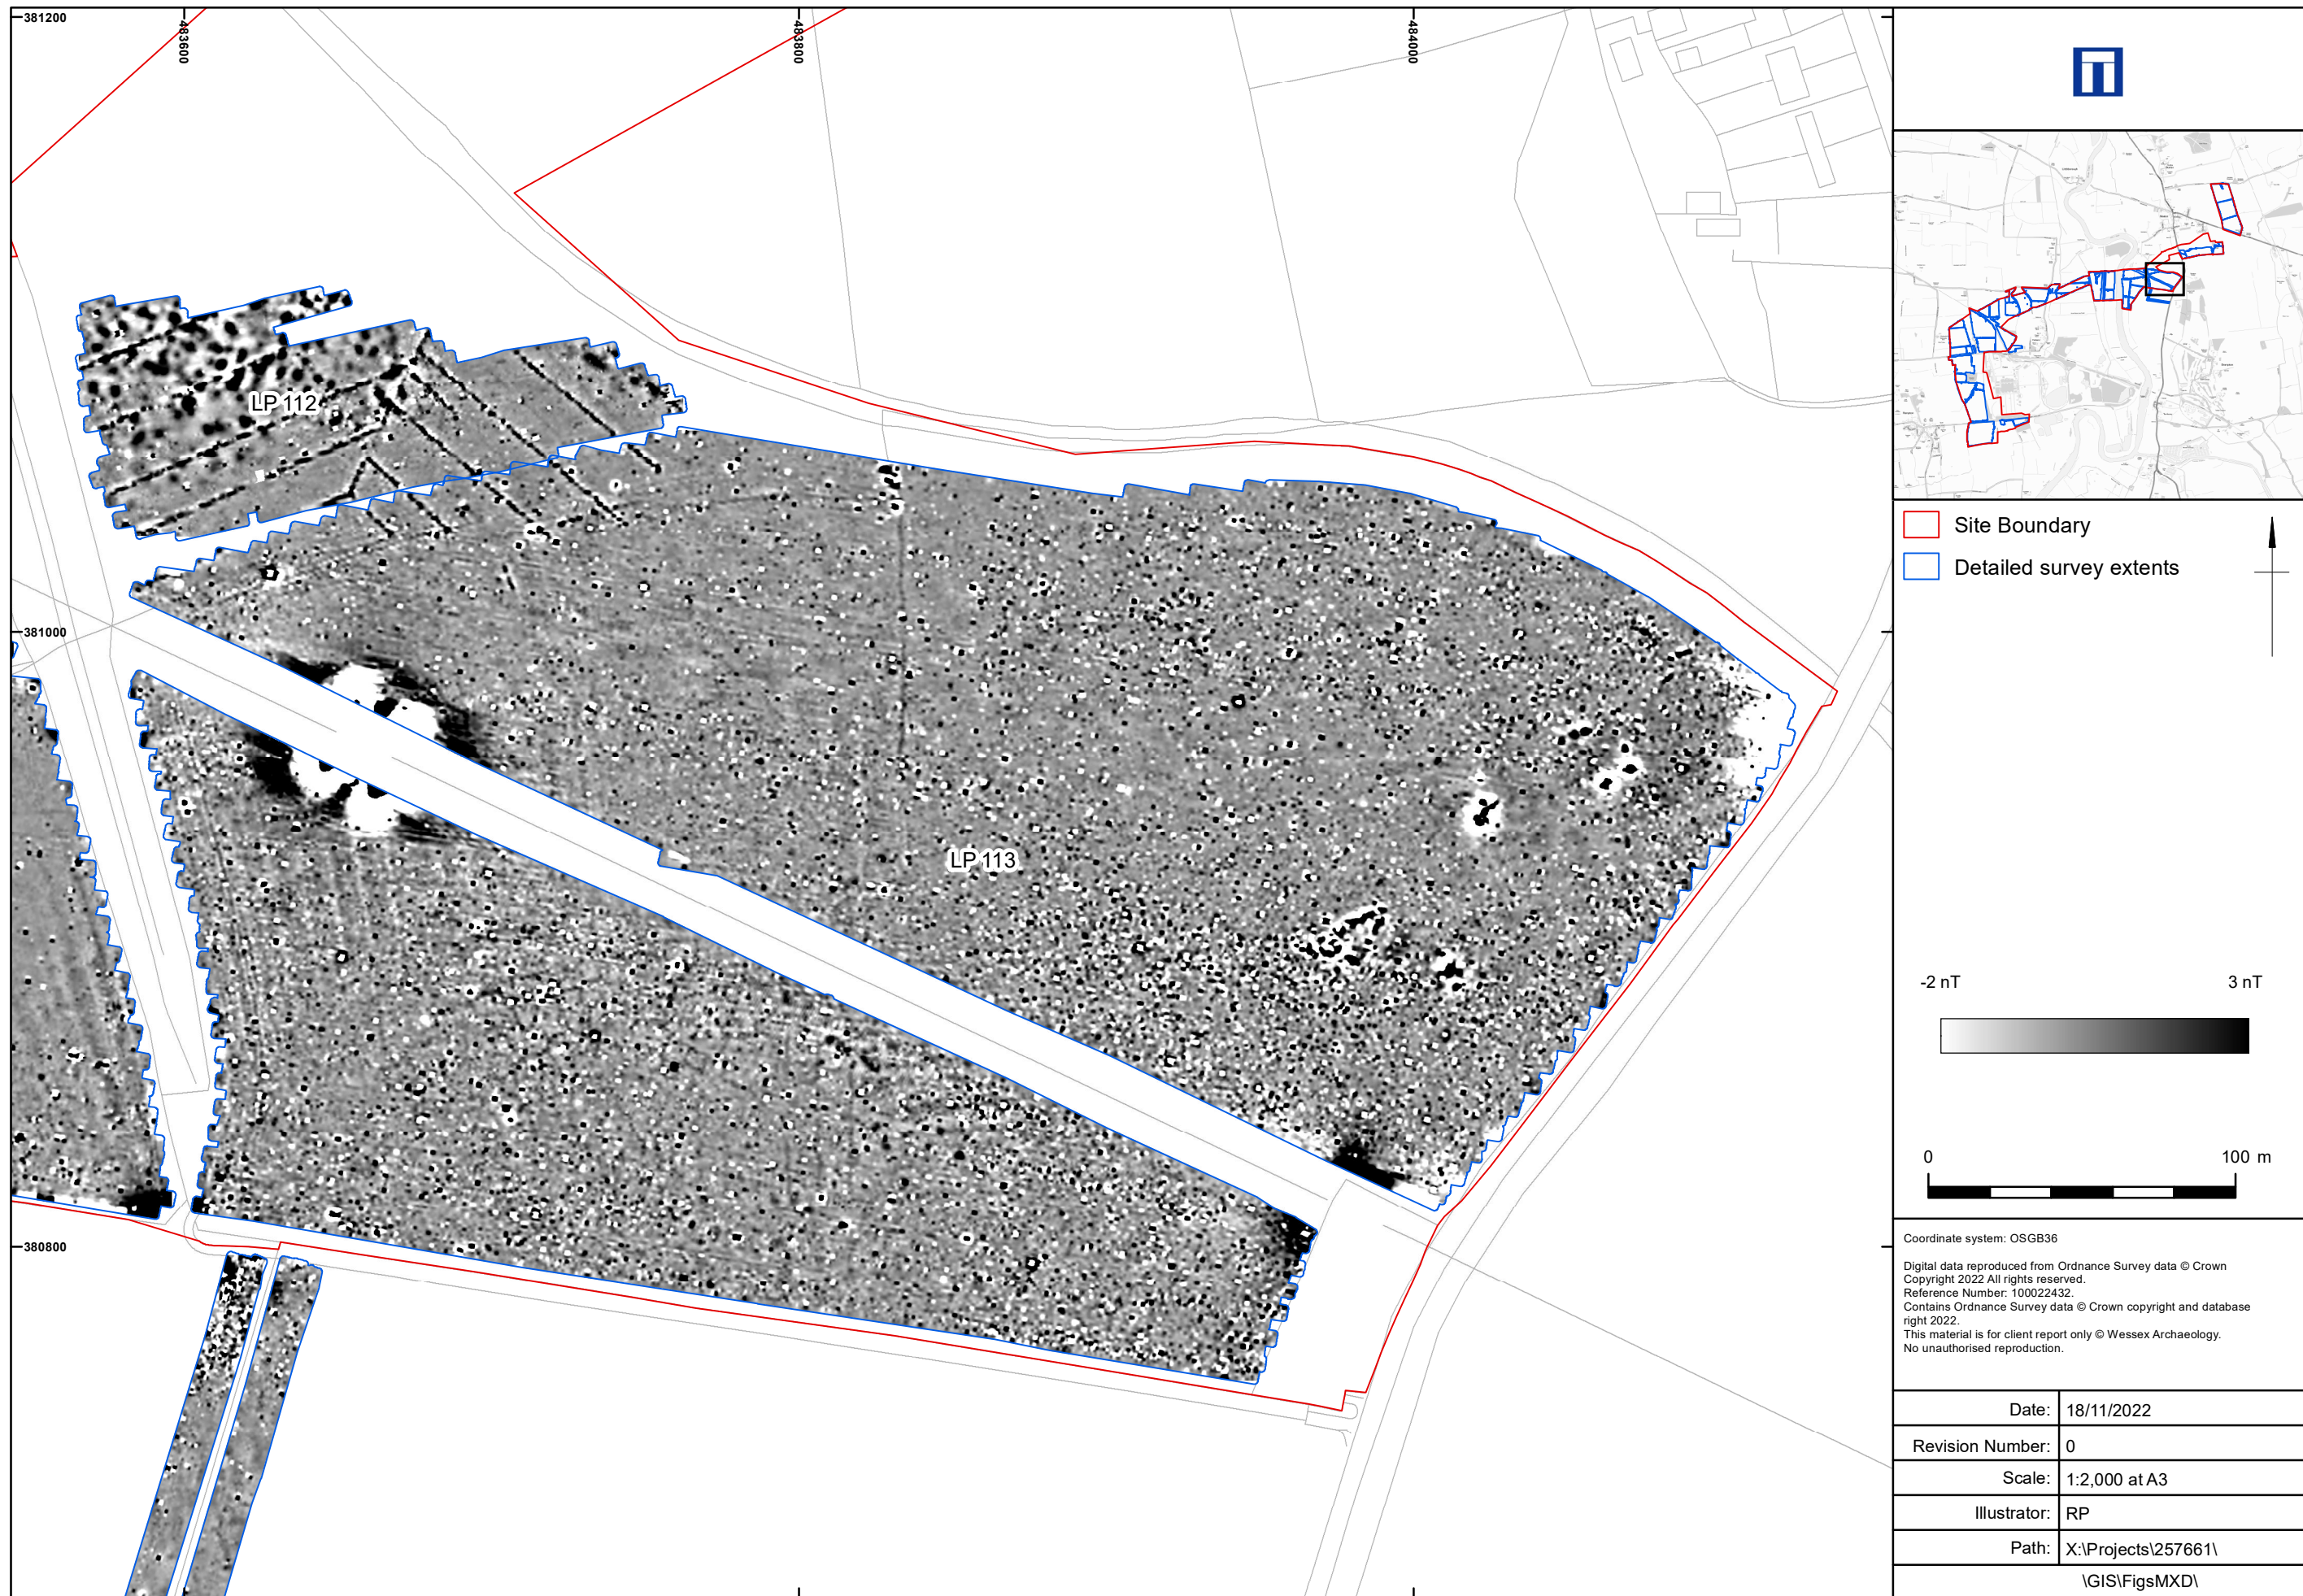 381200
483600
483800
484000
LP 112
381000
LP 113
380800
Site Boundary
Detailed survey extents
-2 nT
3 nT
0
100 m
Coordinate system: OSGB36
Digital data reproduced from Ordnance Survey data © Crown
Copyright 2022 All rights reserved.
Reference Number: 100022432.
Contains Ordnance Survey data © Crown copyright and database
right 2022.
This material is for client report only © Wessex Archaeology.
No unauthorised reproduction.
Date: 18/11/2022
Revision Number: 0
Scale: 1:2,000 at A3
Illustrator: RP
Path: X:\Projects\257661\
\GIS\FigsMXD\